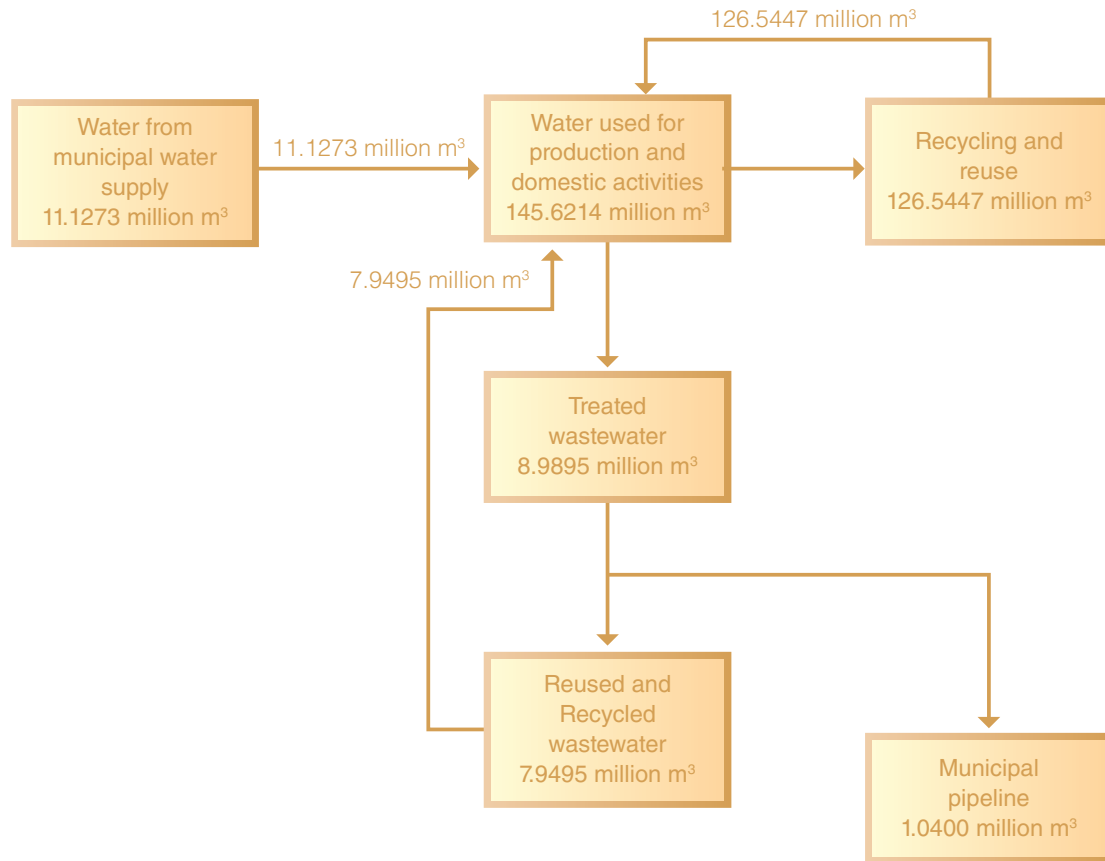 126.5447 million m³
Water from
municipal water
supply
11.1273 million m³
11.1273 million m³
Water used for
production and
domestic activities
145.6214 million m³
Recycling and
reuse
126.5447 million m³
7.9495 million m³
Treated
wastewater
8.9895 million m³
Reused and
Recycled
wastewater
7.9495 million m³
Municipal
pipeline
1.0400 million m³